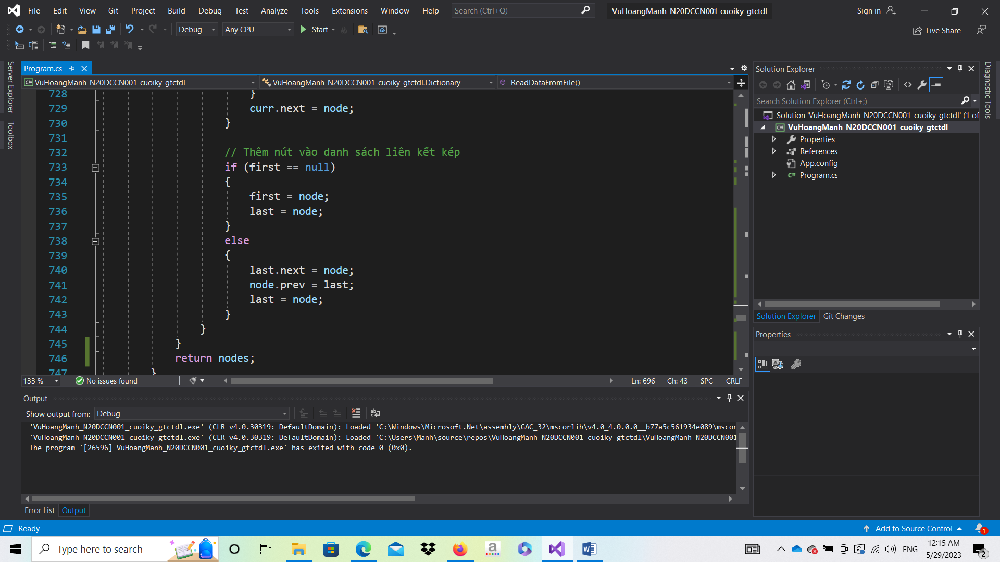 File Edit View Git Project Build Debug Test Analyze Tools Extensions Window Help Search (Ctrl+Q) VuHoangManh_N20DCCN001_cuoiky_gtctdl Sign in
Debug Any CPU Start Live Share
Server Explorer
Toolbox
Program.cs
VuHoangManh_N20DCCN001_cuoiky_gtctdl VuHoangManh_N20DCCN001_cuoiky_gtctdl.Dictionary ReadDataFromFile()
728 }
729 curr.next = node;
730 }
731
732 // Thêm nút vào danh sách liên kết kép
733 if (first == null)
734 {
735 first = node;
736 last = node;
737 }
738 else
739 {
740 last.next = node;
741 node.prev = last;
742 last = node;
743 }
744 }
745 }
746 return nodes;
747 }
133 % No issues found Ln: 696 Ch: 43 SPC CRLF
Output
Show output from: Debug
'VuHoangManh_N20DCCN001_cuoiky_gtctdl.exe' (CLR v4.0.30319: DefaultDomain): Loaded 'C:\Windows\Microsoft.Net\assembly\GAC_32\mscorlib\v4.0_4.0.0.0__b77a5c561934e089\mscor
'VuHoangManh_N20DCCN001_cuoiky_gtctdl.exe' (CLR v4.0.30319: DefaultDomain): Loaded 'C:\Users\Manh\source\repos\VuHoangManh_N20DCCN001_cuoiky_gtctdl\VuHoangManh_N20DCCN001
The program '[26596] VuHoangManh_N20DCCN001_cuoiky_gtctdl.exe' has exited with code 0 (0x0).
Error List Output
Solution Explorer
Search Solution Explorer (Ctrl+;)
Solution 'VuHoangManh_N20DCCN001_cuoiky_gtctdl' (1 of
VuHoangManh_N20DCCN001_cuoiky_gtctdl
Properties
References
App.config
Program.cs
Solution Explorer Git Changes
Properties
Diagnostic Tools
Ready Add to Source Control 1
Type here to search ENG 12:15 AM
5/29/2023 2